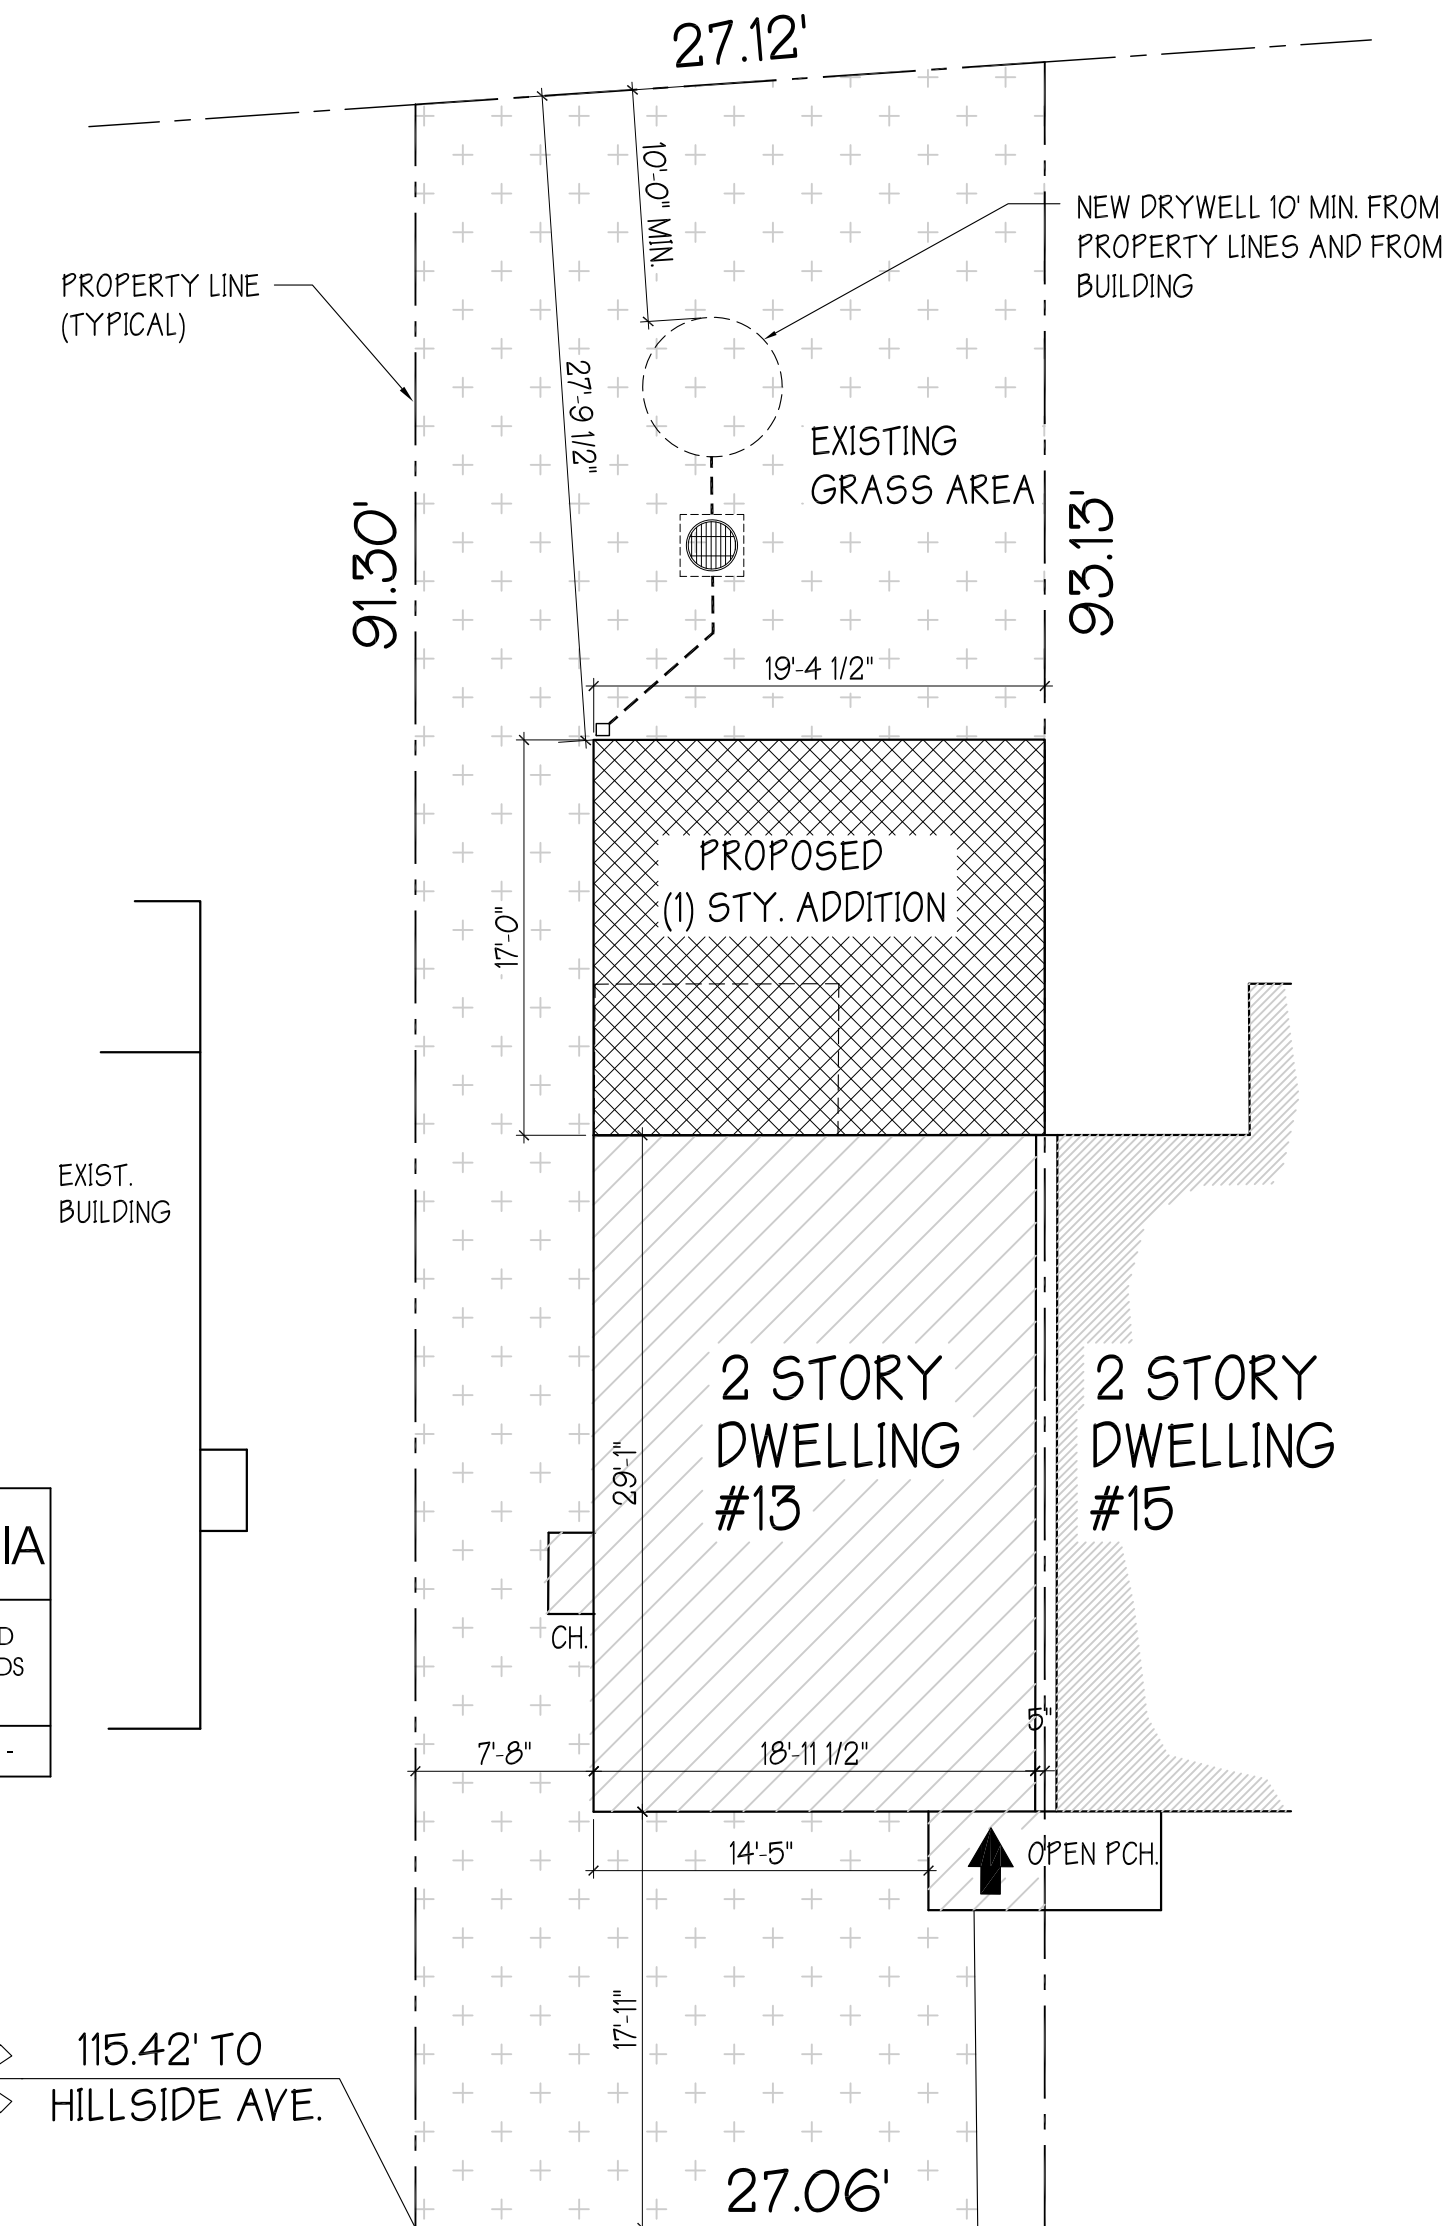 27.12'
10'-0" MIN.
NEW DRYWELL 10' MIN. FROM
PROPERTY LINES AND FROM
BUILDING
PROPERTY LINE
(TYPICAL)
27'-9 1/2"
EXISTING
GRASS AREA
91.30'
93.13'
19'-4 1/2"
PROPOSED
(1) STY. ADDITION
17'-0"
EXIST.
BUILDING
2 STORY
DWELLING
#13
2 STORY
DWELLING
#15
29'-1"
IA
D
DS
-
CH.
5"
7'-8"
18'-11 1/2"
14'-5"
OPEN PCH.
17'-11"
115.42' TO
HILLSIDE AVE.
27.06'